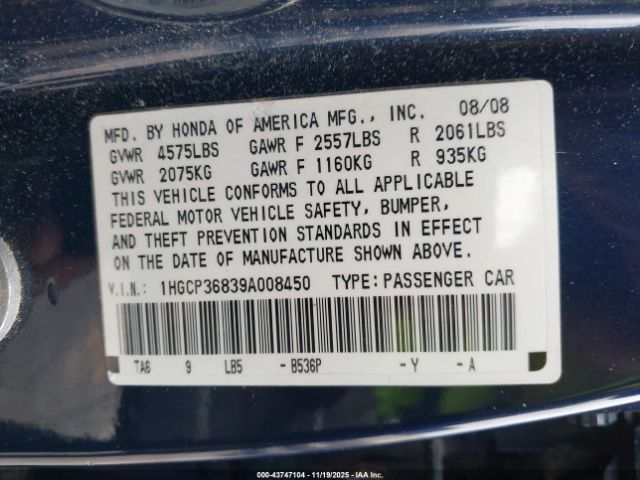 MFD. BY HONDA OF AMERICA MFG., INC. 08/08
GVWR 4575LBS GAWR F 2557LBS R 2061LBS
GVWR 2075KG GAWR F 1160KG R 935KG
THIS VEHICLE CONFORMS TO ALL APPLICABLE
FEDERAL MOTOR VEHICLE SAFETY, BUMPER,
AND THEFT PREVENTION STANDARDS IN EFFECT
ON THE DATE OF MANUFACTURE SHOWN ABOVE.
V.I.N.: 1HGCP36839A008450 TYPE:PASSENGER CAR
TA6 9 LB5 -B536P -Y -A
000-43747104 - 11/19/2025 - IAAI Inc.